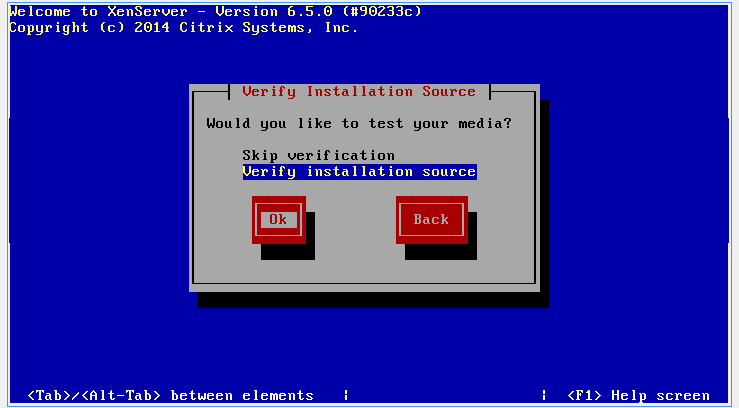 Welcome to XenServer - Version 6.5.0 (#90233c)
Copyright (c) 2014 Citrix Systems, Inc.
Verify Installation Source
Would you like to test your media?
Skip verification
Verify installation source
Ok Back
<Tab>/<Alt-Tab> between elements | | <F1> Help screen